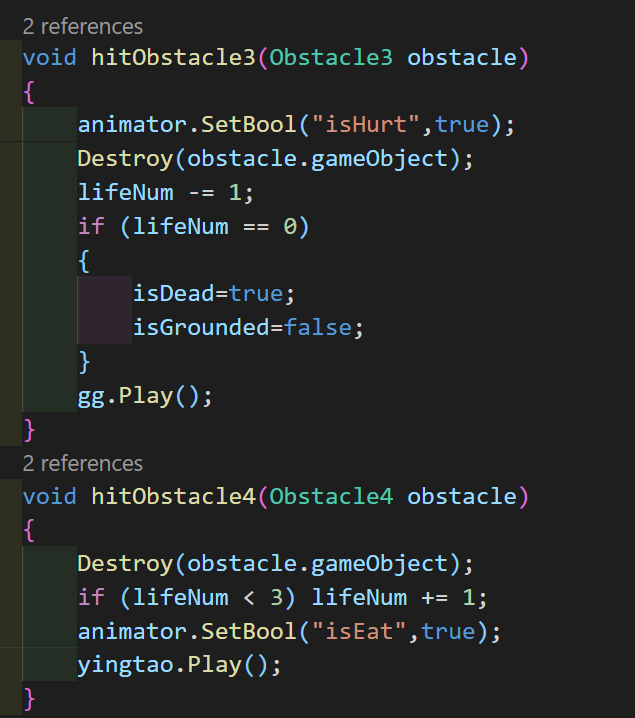 2 references
void hitObstacle3(Obstacle3 obstacle)
{
animator.SetBool("isHurt",true);
Destroy(obstacle.gameObject);
lifeNum -= 1;
if (lifeNum == 0)
{
isDead=true;
isGrounded=false;
}
gg.Play();
}
2 references
void hitObstacle4(Obstacle4 obstacle)
{
Destroy(obstacle.gameObject);
if (lifeNum < 3) lifeNum += 1;
animator.SetBool("isEat",true);
yingtao.Play();
}